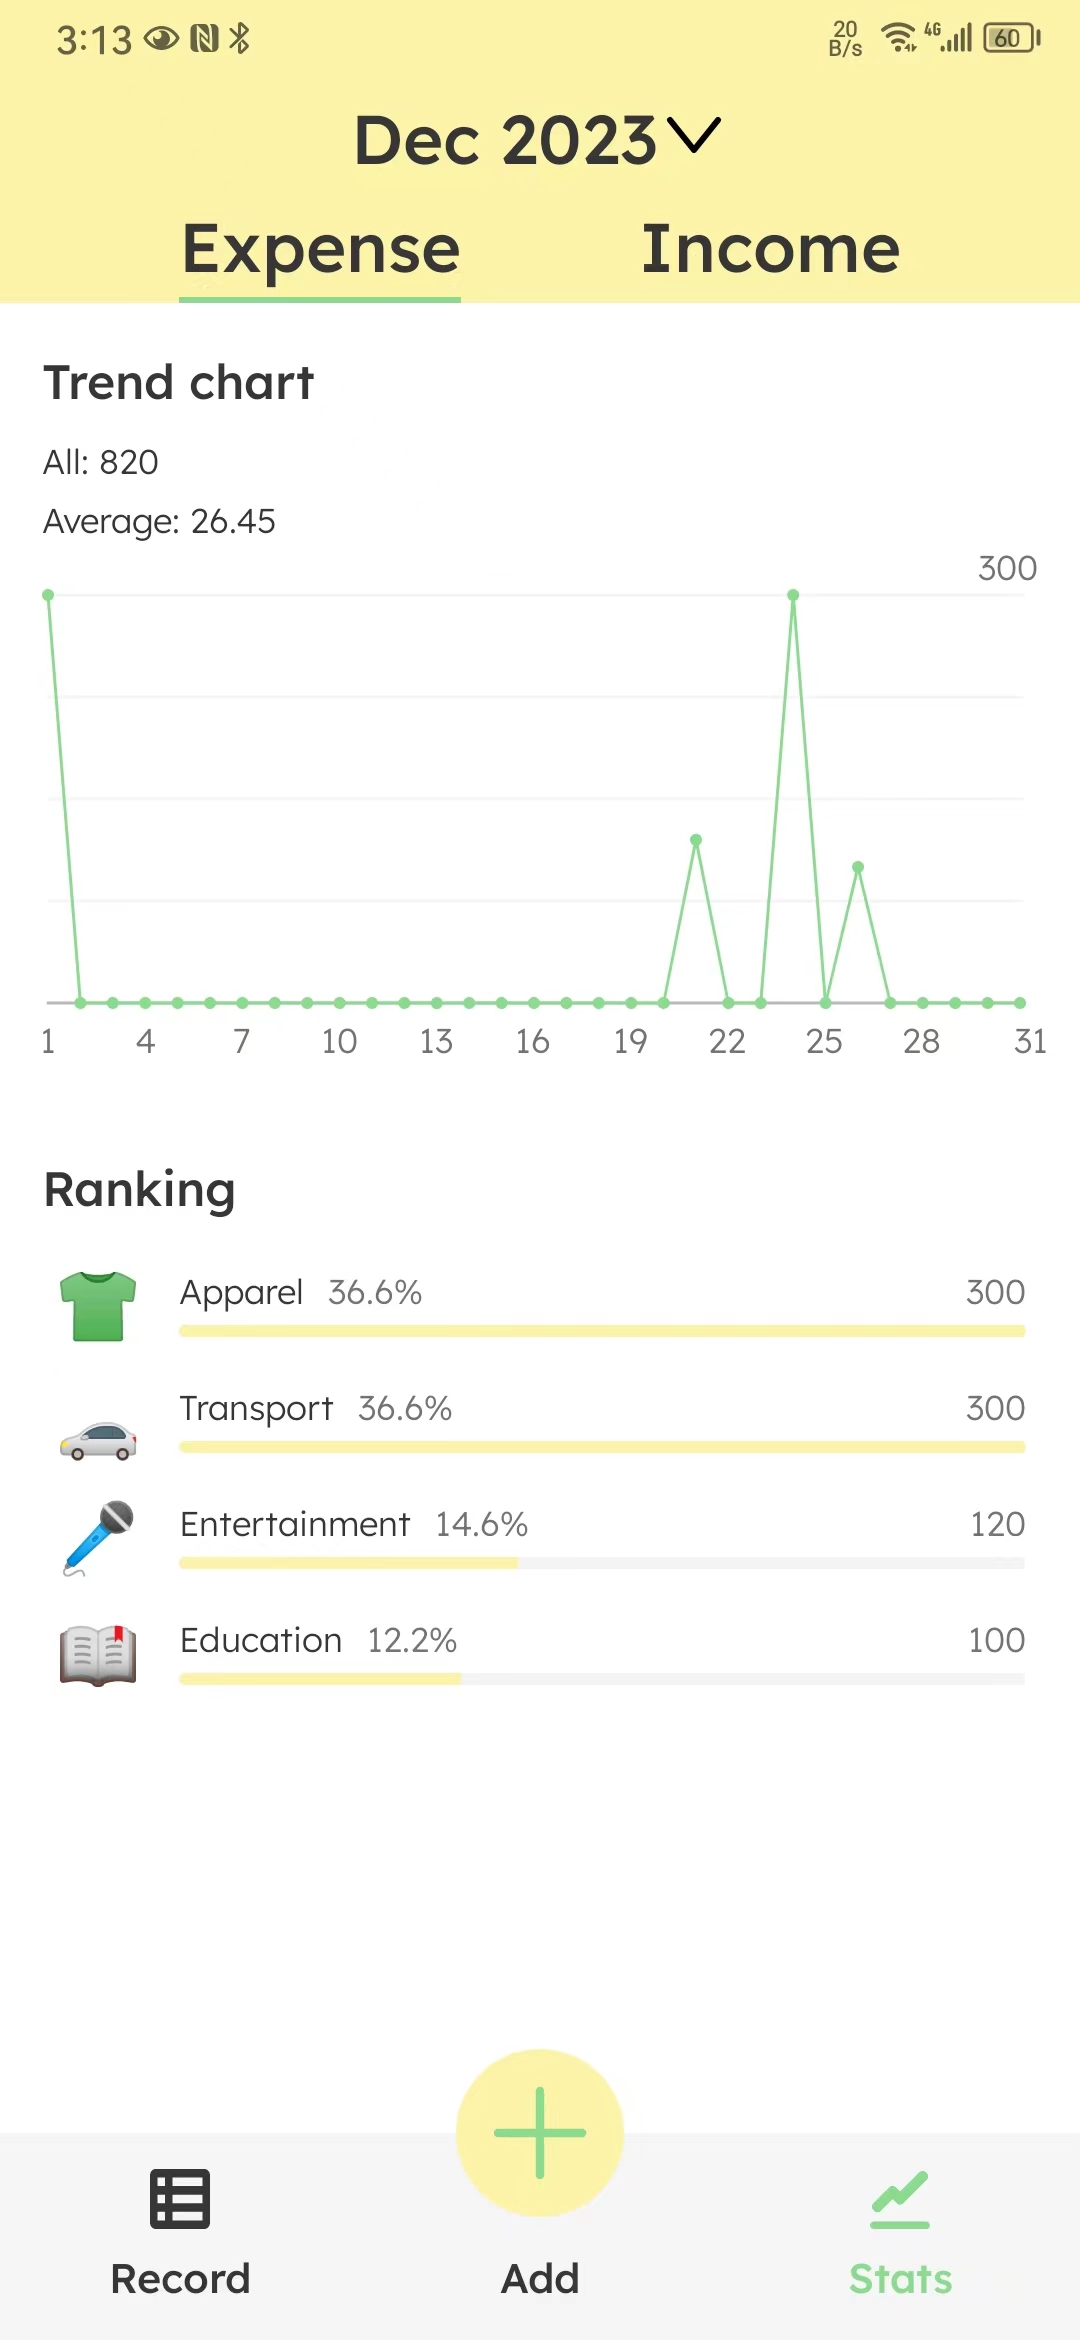 3:13 20 B/s 4G 60
Dec 2023
Expense Income
Trend chart
All: 820
Average: 26.45
300
1 4 7 10 13 16 19 22 25 28 31
Ranking
Apparel 36.6% 300
Transport 36.6% 300
Entertainment 14.6% 120
Education 12.2% 100
Record Add Stats